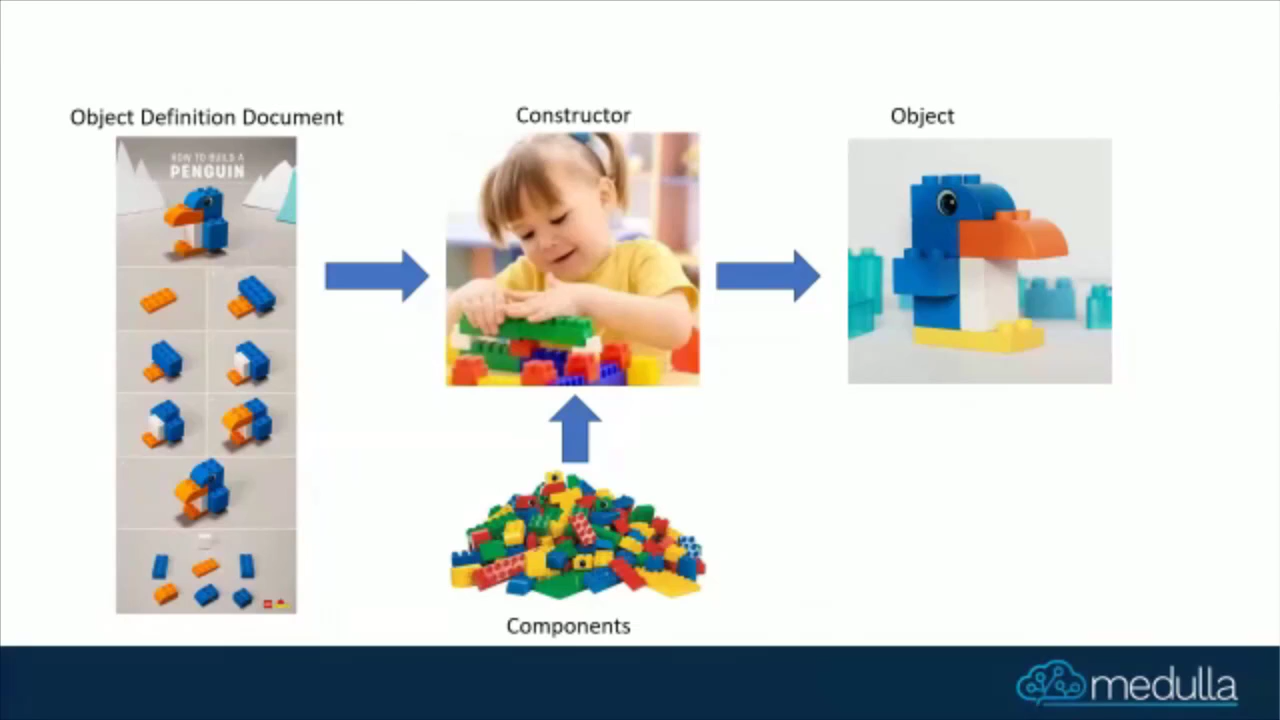 Object Definition Document
Constructor
Object
HOW TO BUILD A
PENGUIN
Components
medulla